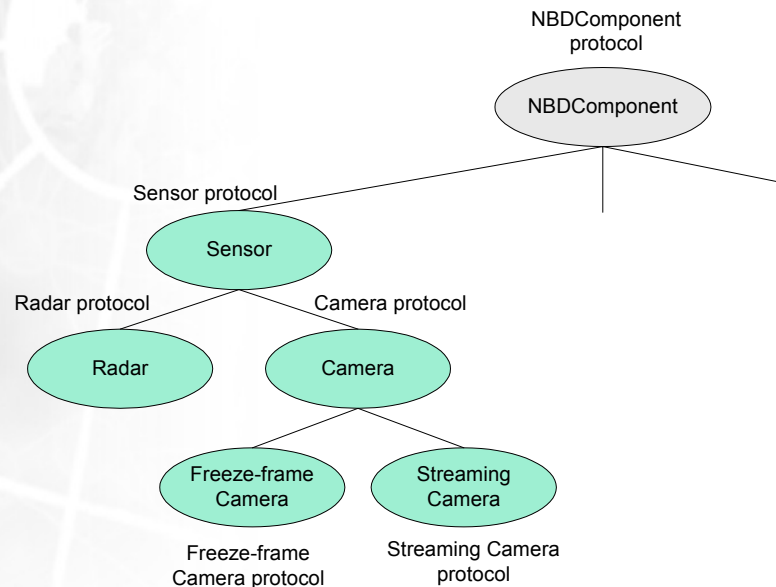 NBDComponent
protocol
NBDComponent
Sensor protocol
Sensor
Radar protocol
Camera protocol
Radar
Camera
Freeze-frame
Camera
Streaming
Camera
Freeze-frame
Camera protocol
Streaming Camera
protocol